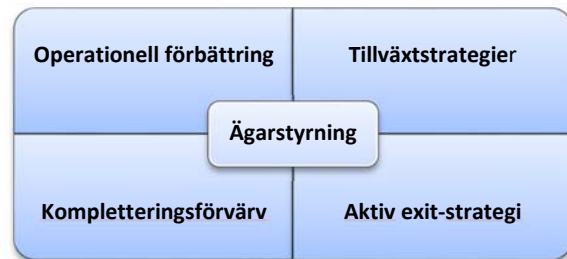 Operationell förbättring
Tillväxtstrategier
Ägarstyrning
Kompletteringsförvärv
Aktiv exit-strategi